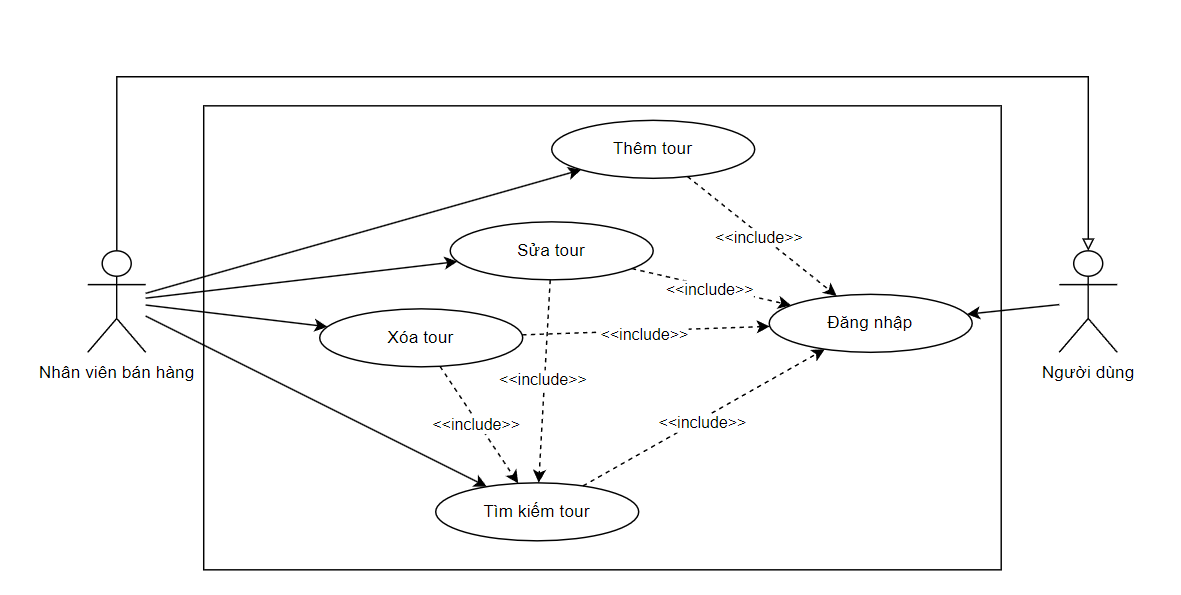 Thêm tour
<<include>>
Sửa tour
<<include>>
Đăng nhập
Xóa tour
<<include>>
Nhân viên bán hàng
Người dùng
<<include>>
<<include>>
<<include>>
Tìm kiếm tour